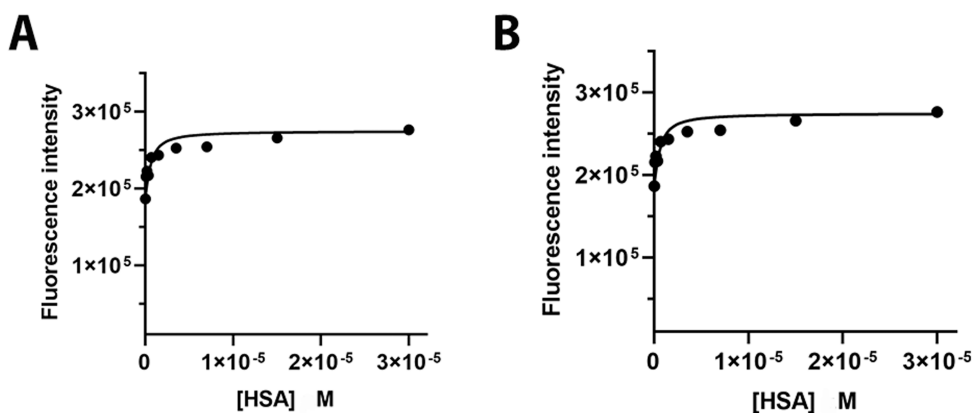 A
Fluorescence intensity
3×10⁵
2×10⁵
1×10⁵
0
1×10⁻⁵
2×10⁻⁵
3×10⁻⁵
[HSA] M
B
Fluorescence intensity
3×10⁵
2×10⁵
1×10⁵
0
1×10⁻⁵
2×10⁻⁵
3×10⁻⁵
[HSA] M